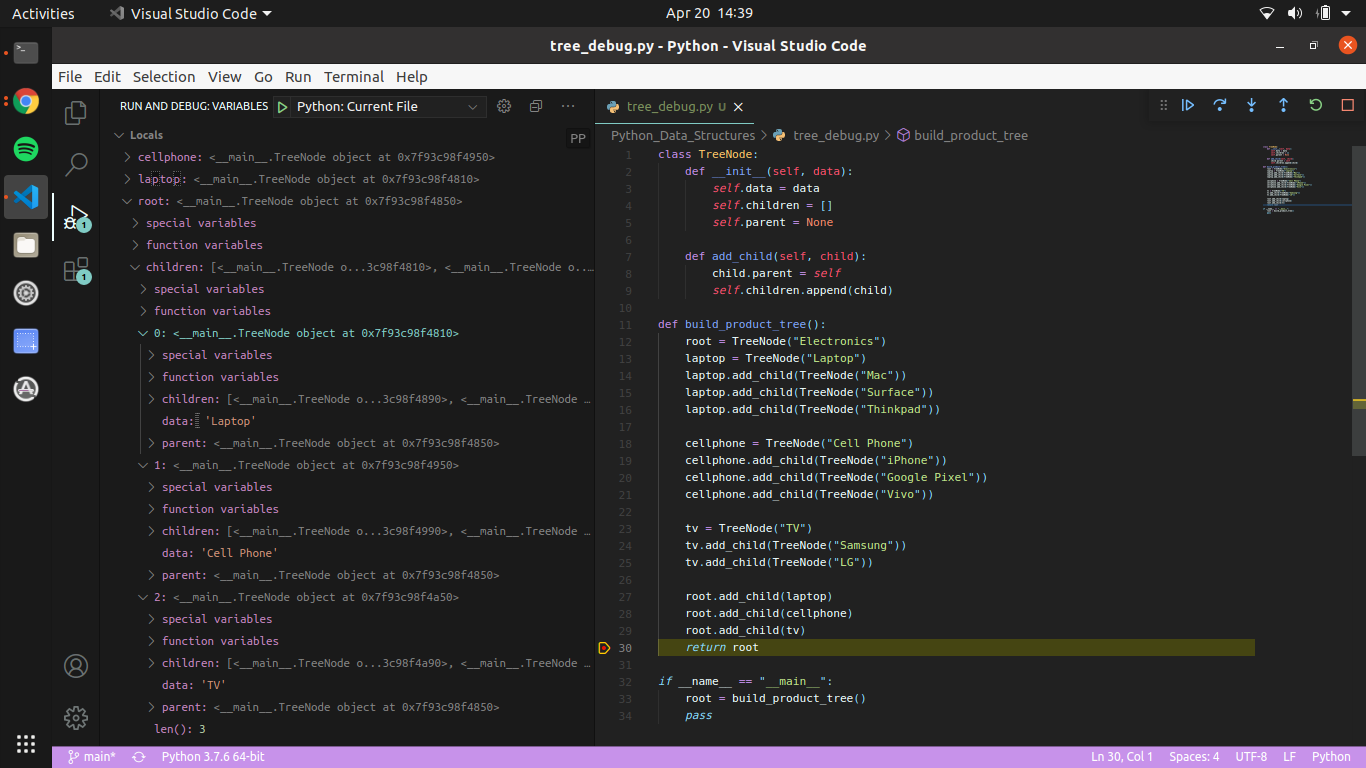 Activities Visual Studio Code Apr 20 14:39
tree_debug.py - Python - Visual Studio Code
File Edit Selection View Go Run Terminal Help
RUN AND DEBUG: VARIABLES Python: Current File
Locals
PP
cellphone: <__main__.TreeNode object at 0x7f93c98f4950>
laptop: <__main__.TreeNode object at 0x7f93c98f4810>
root: <__main__.TreeNode object at 0x7f93c98f4850>
special variables
function variables
children: [<__main__.TreeNode o...3c98f4810>, <__main__.TreeNode o...
special variables
function variables
0: <__main__.TreeNode object at 0x7f93c98f4810>
special variables
function variables
children: [<__main__.TreeNode o...3c98f4890>, <__main__.TreeNode …
data: 'Laptop'
parent: <__main__.TreeNode object at 0x7f93c98f4850>
1: <__main__.TreeNode object at 0x7f93c98f4950>
special variables
function variables
children: [<__main__.TreeNode o...3c98f4990>, <__main__.TreeNode …
data: 'Cell Phone'
parent: <__main__.TreeNode object at 0x7f93c98f4850>
2: <__main__.TreeNode object at 0x7f93c98f4a50>
special variables
function variables
children: [<__main__.TreeNode o...3c98f4a90>, <__main__.TreeNode …
data: 'TV'
parent: <__main__.TreeNode object at 0x7f93c98f4850>
len(): 3
1
1
tree_debug.py U
Python_Data_Structures > tree_debug.py > build_product_tree
1 class TreeNode:
2 def __init__(self, data):
3 self.data = data
4 self.children = []
5 self.parent = None
6
7 def add_child(self, child):
8 child.parent = self
9 self.children.append(child)
10
11 def build_product_tree():
12 root = TreeNode("Electronics")
13 laptop = TreeNode("Laptop")
14 laptop.add_child(TreeNode("Mac"))
15 laptop.add_child(TreeNode("Surface"))
16 laptop.add_child(TreeNode("Thinkpad"))
17
18 cellphone = TreeNode("Cell Phone")
19 cellphone.add_child(TreeNode("iPhone"))
20 cellphone.add_child(TreeNode("Google Pixel"))
21 cellphone.add_child(TreeNode("Vivo"))
22
23 tv = TreeNode("TV")
24 tv.add_child(TreeNode("Samsung"))
25 tv.add_child(TreeNode("LG"))
26
27 root.add_child(laptop)
28 root.add_child(cellphone)
29 root.add_child(tv)
30 return root
31
32 if __name__ == "__main__":
33 root = build_product_tree()
34 pass
main* Python 3.7.6 64-bit Ln 30, Col 1 Spaces: 4 UTF-8 LF Python